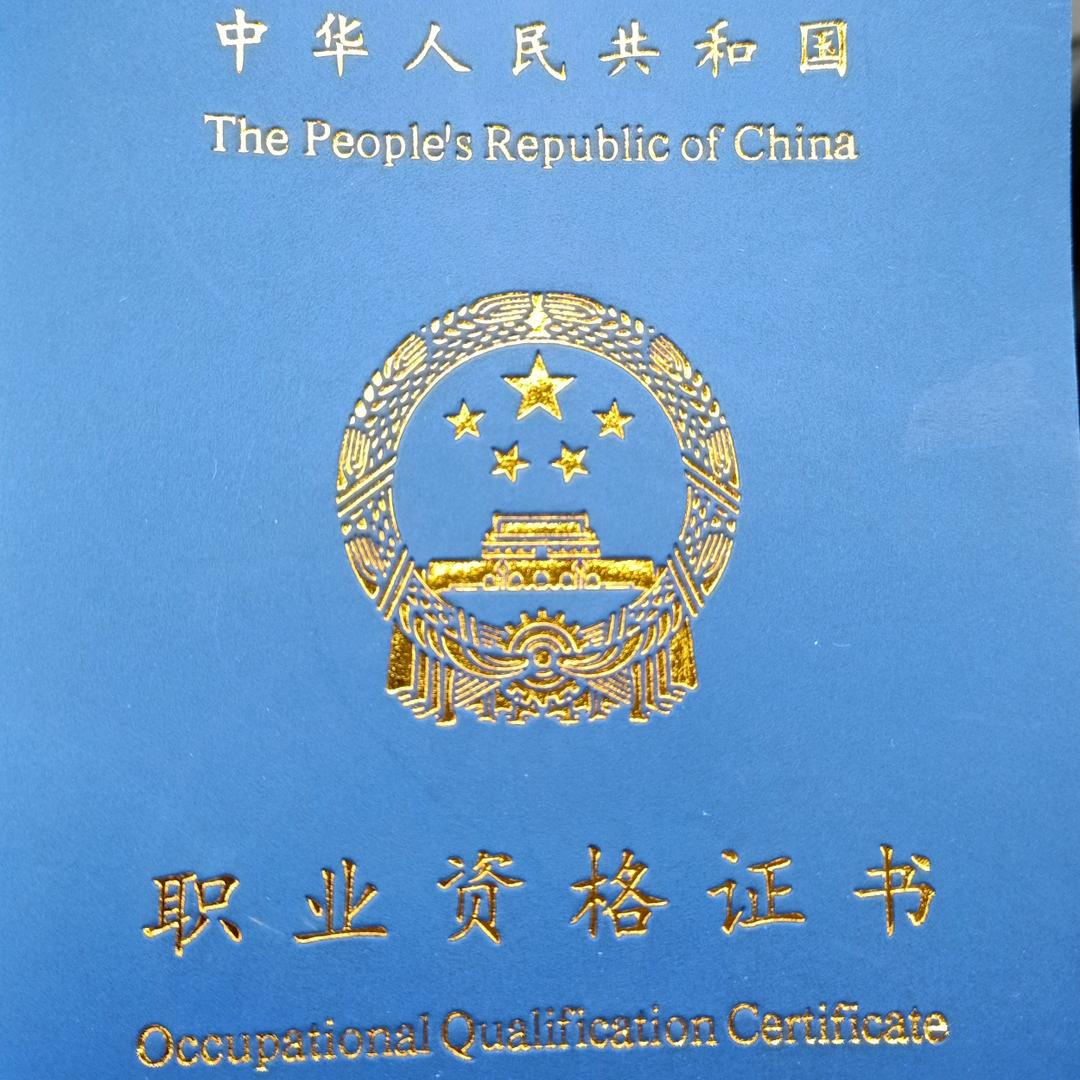 中华人民共和国
The People's Republic of China
职业资格证书
Occupational Qualification Certificate